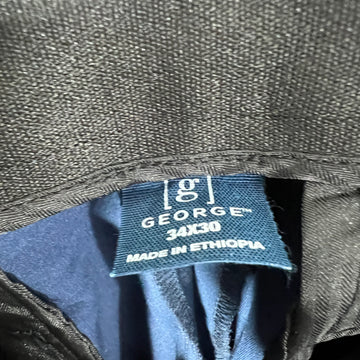 [g]
GEORGE™
34X30
MADE IN ETHIOPIA